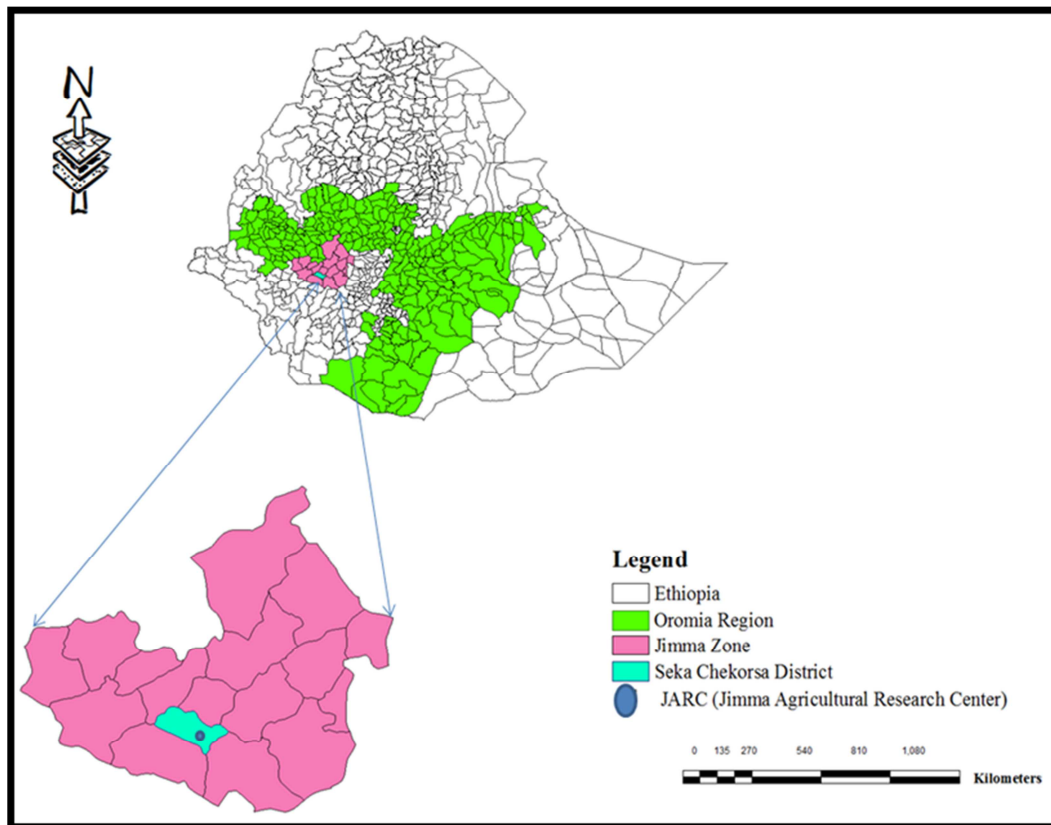 N
Legend
Ethiopia
Oromia Region
Jimma Zone
Seka Chekorsa District
JARC (Jimma Agricultural Research Center)
0 135 270 540 810 1,080
Kilometers